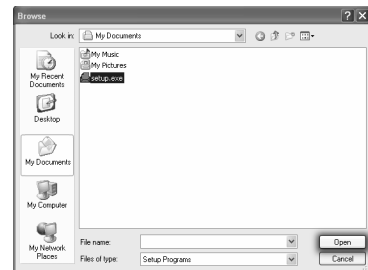 Browse
Look in:
My Documents
My Recent
Documents
Desktop
My Documents
My Computer
My Network
Places
My Music
My Pictures
setup.exe
File name:
Open
Files of type:
Setup Programs
Cancel